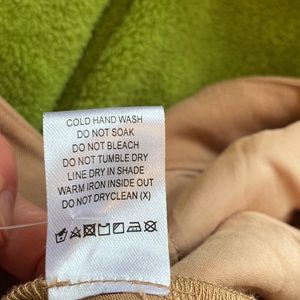 COLD HAND WASH
DO NOT SOAK
DO NOT BLEACH
DO NOT TUMBLE DRY
LINE DRY IN SHADE
WARM IRON INSIDE OUT
DO NOT DRYCLEAN (X)